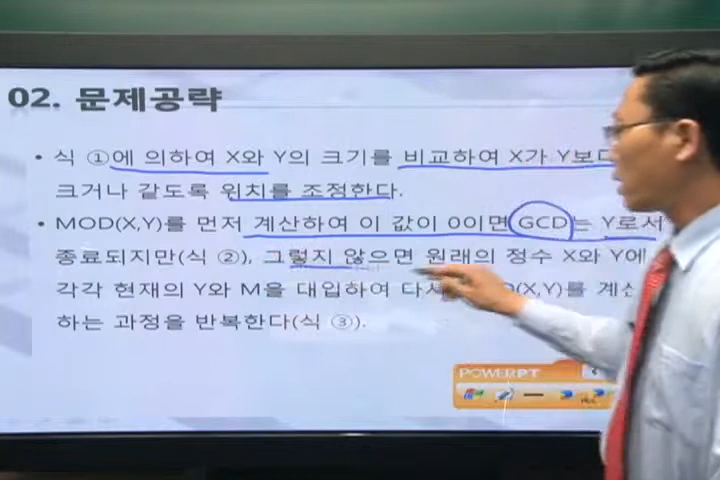 02. 문제공략
• 식 ①에 의하여 X와 Y의 크기를 비교하여 X가 Y보다
크거나 같도록 위치를 조정한다.
• MOD(X,Y)를 먼저 계산하여 이 값이 0이면 GCD는 Y로서
종료되지만(식 ②), 그렇지 않으면 원래의 정수 X와 Y에
각각 현재의 Y와 M을 대입하여 (X,Y)를
하는 과정을 반복한다(식 ③).
POWERPT